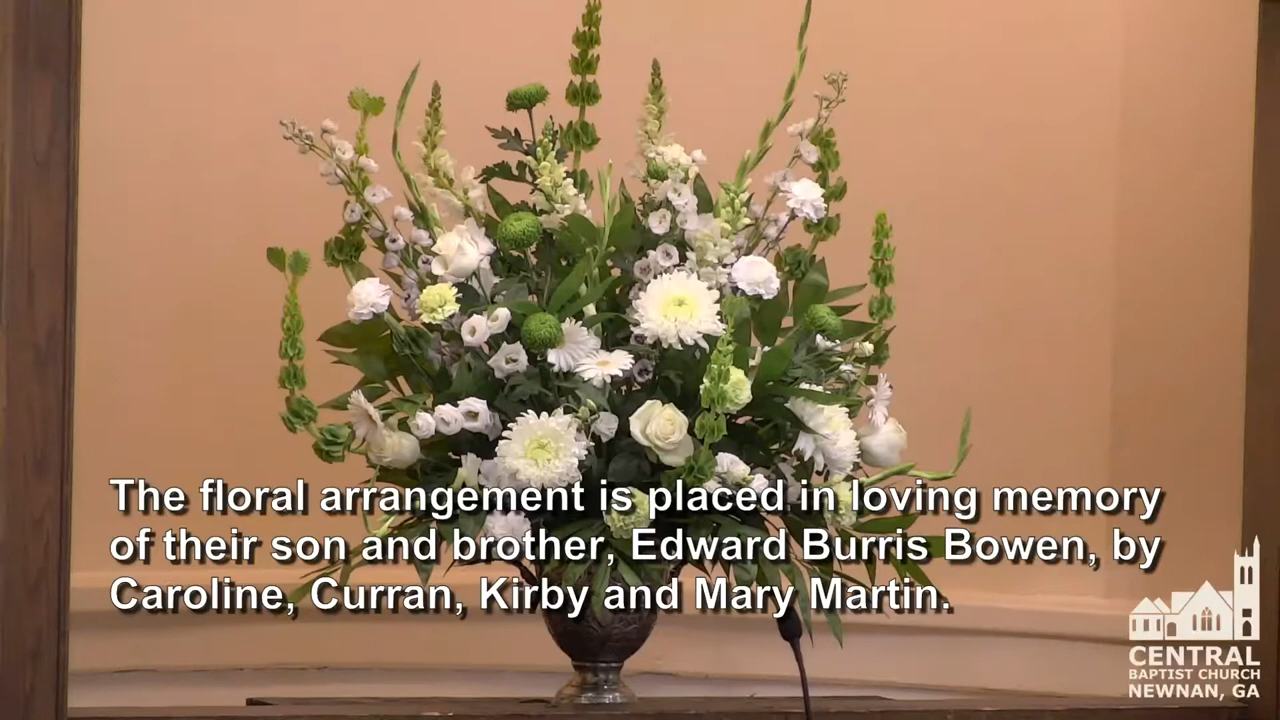 The floral arrangement is placed in loving memory
of their son and brother, Edward Burris Bowen, by
Caroline, Curran, Kirby and Mary Martin.
CENTRAL
BAPTIST CHURCH
NEWNAN, GA